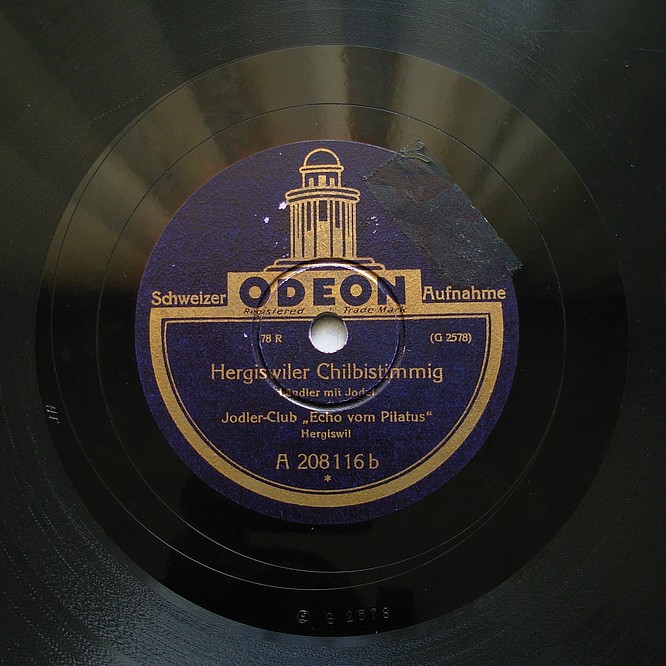 Schweizer ODEON Aufnahme
Registered Trade Mark
78 R (G 2578)
Hergiswiler Chilbistimmig
Ländler mit Jodel
Jodler-Club „Echo vom Pilatus“
Hergiswil
A 208116 b
*
G 2578